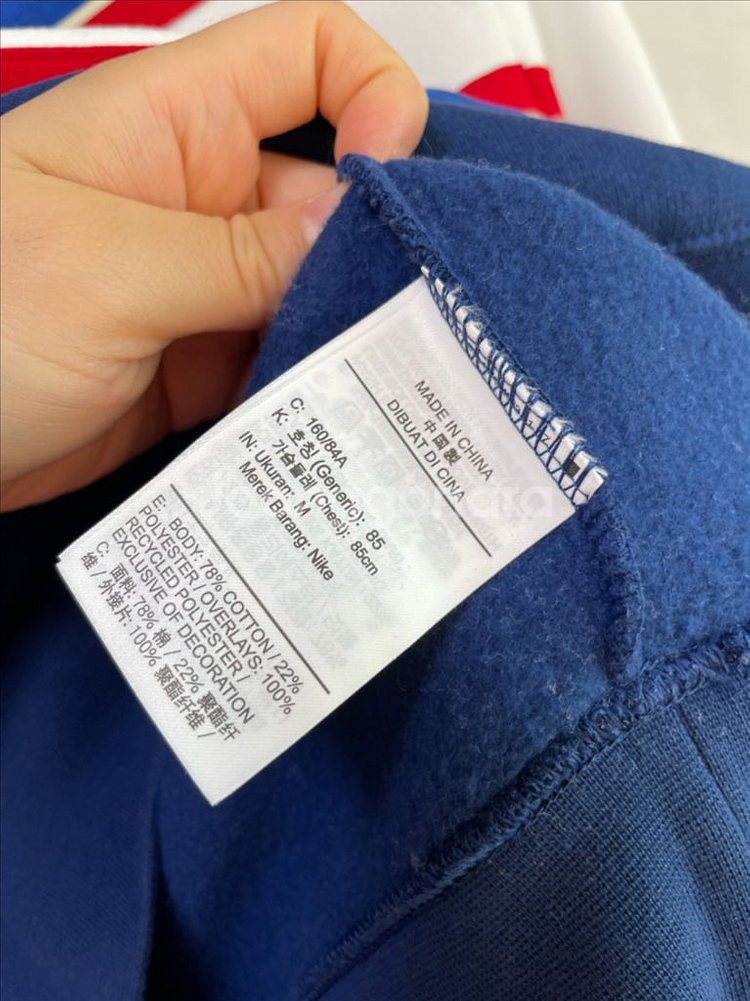 MADE IN CHINA
中国製
DIBUAT DI CINA
C: 160/84A
K: 호칭 (Generic): 85
가슴둘레 (Chest): 85cm
IN: Ukuran: M
Merek Barang: Nike
E: BODY: 78% COTTON / 22%
POLYESTER / OVERLAYS: 100%
RECYCLED POLYESTER /
EXCLUSIVE OF DECORATION
C: 面料: 78% 棉 / 22% 聚酯纤
维 / 外接片: 100% 聚酯纤维 /